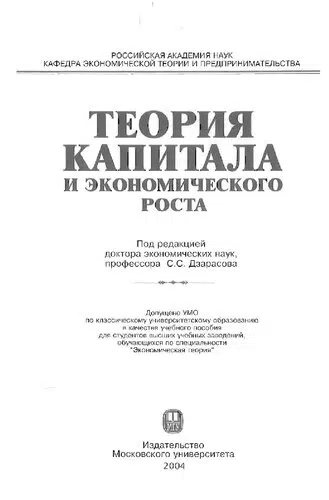 РОССИЙСКАЯ АКАДЕМИЯ НАУК
КАФЕДРА ЭКОНОМИЧЕСКОЙ ТЕОРИИ И ПРЕДПРИНИМАТЕЛЬСТВА
ТЕОРИЯ
КАПИТАЛА
И ЭКОНОМИЧЕСКОГО
РОСТА
Под редакцией
доктора экономических наук,
профессора С.С. Дзарасова
Допущено УМО
по классическому университетскому образованию
в качестве учебного пособия
для студентов высших учебных заведений,
обучающихся по специальности
"Экономическая теория"
Издательство
Московского университета
2004